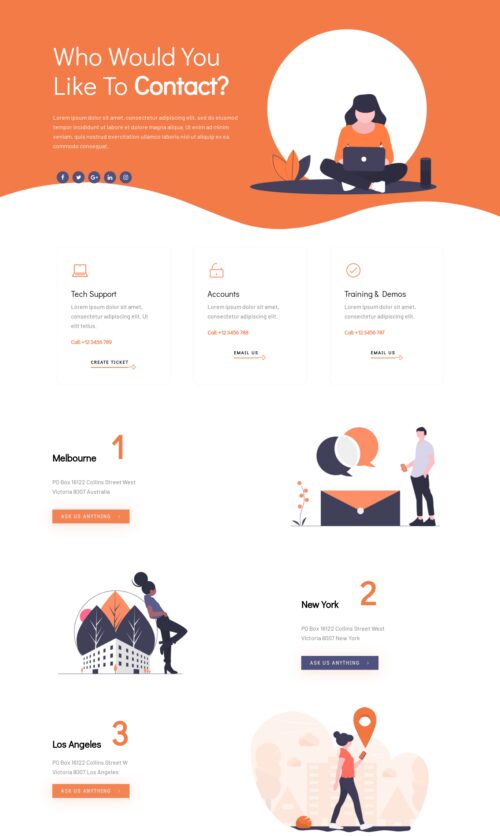 Who Would You
Like To Contact?
Lorem ipsum dolor sit amet, consectetur adipiscing elit, sed do eiusmod
tempor incididunt ut labore et dolore magna aliqua. Ut enim ad minim
veniam, quis nostrud exercitation ullamco laboris nisi ut aliquip ex ea
commodo consequat.
Tech Support
Lorem ipsum dolor sit amet,
consectetur adipiscing elit. Ut
elit tellus.
Call: +12 3456 789
CREATE TICKET
Accounts
Lorem ipsum dolor sit amet,
consectetur adipiscing elit.
Call: +12 3456 788
EMAIL US
Training & Demos
Lorem ipsum dolor sit amet,
consectetur adipiscing elit.
Call: +12 3456 787
EMAIL US
1
Melbourne
PO Box 16122 Collins Street West
Victoria 8007 Australia
ASK US ANYTHING
2
New York
PO Box 16122 Collins Street West
Victoria 8007 New York
ASK US ANYTHING
3
Los Angeles
PO Box 16122 Collins Street W
Victoria 8007 Los Angeles
ASK US ANYTHING